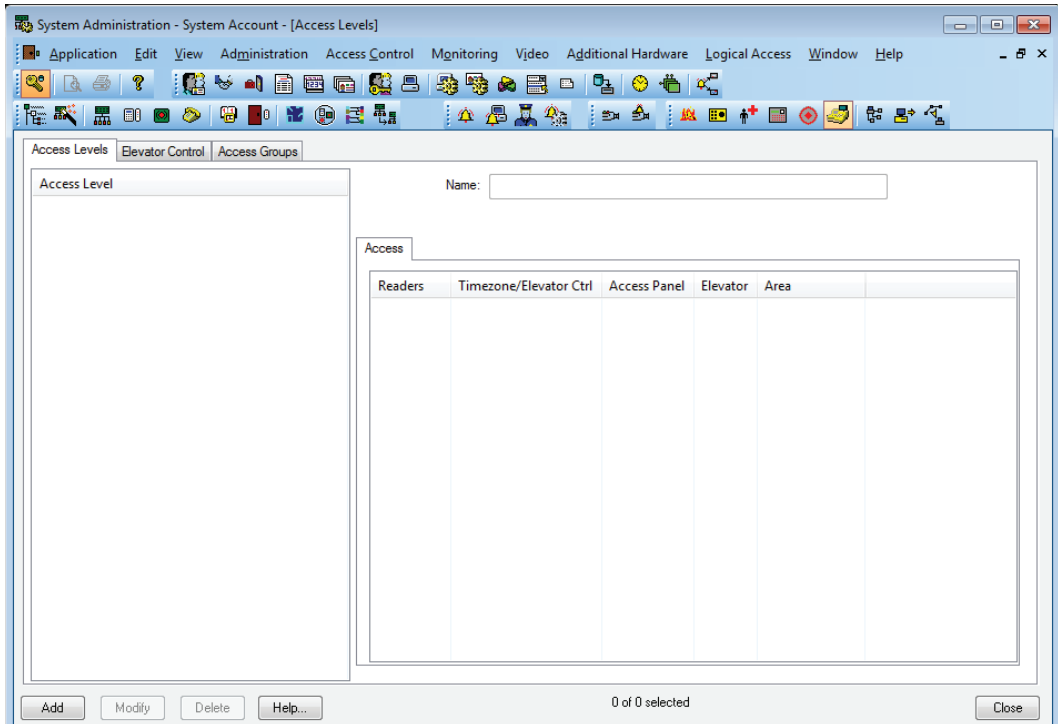 System Administration - System Account - [Access Levels]
Application Edit View Administration Access Control Monitoring Video Additional Hardware Logical Access Window Help
Access Levels Elevator Control Access Groups
Access Level
Name:
Access
Readers Timezone/Elevator Ctrl Access Panel Elevator Area
Add Modify Delete Help... 0 of 0 selected Close